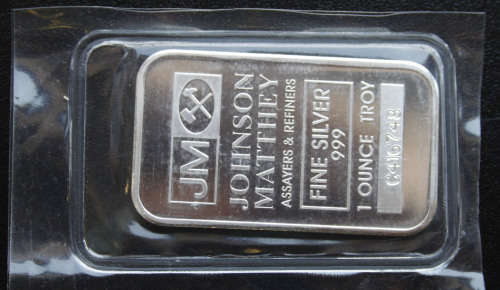 JM
JOHNSON
MATTHEY
ASSAYERS & REFINERS
FINE SILVER
999
1 OUNCE TROY